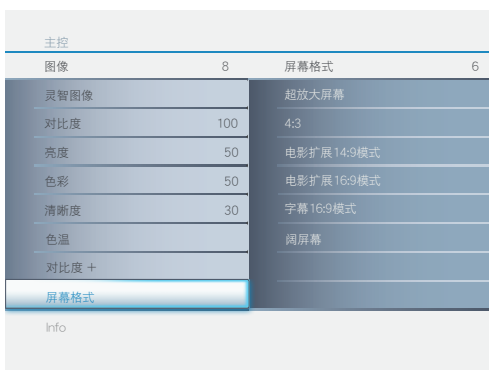 主控
图像 8 屏幕格式 6
灵智图像 超放大屏幕
对比度 100 4:3
亮度 50 电影扩展14:9模式
色彩 50 电影扩展16:9模式
清晰度 30 字幕16:9模式
色温 阔屏幕
对比度 +
屏幕格式
Info